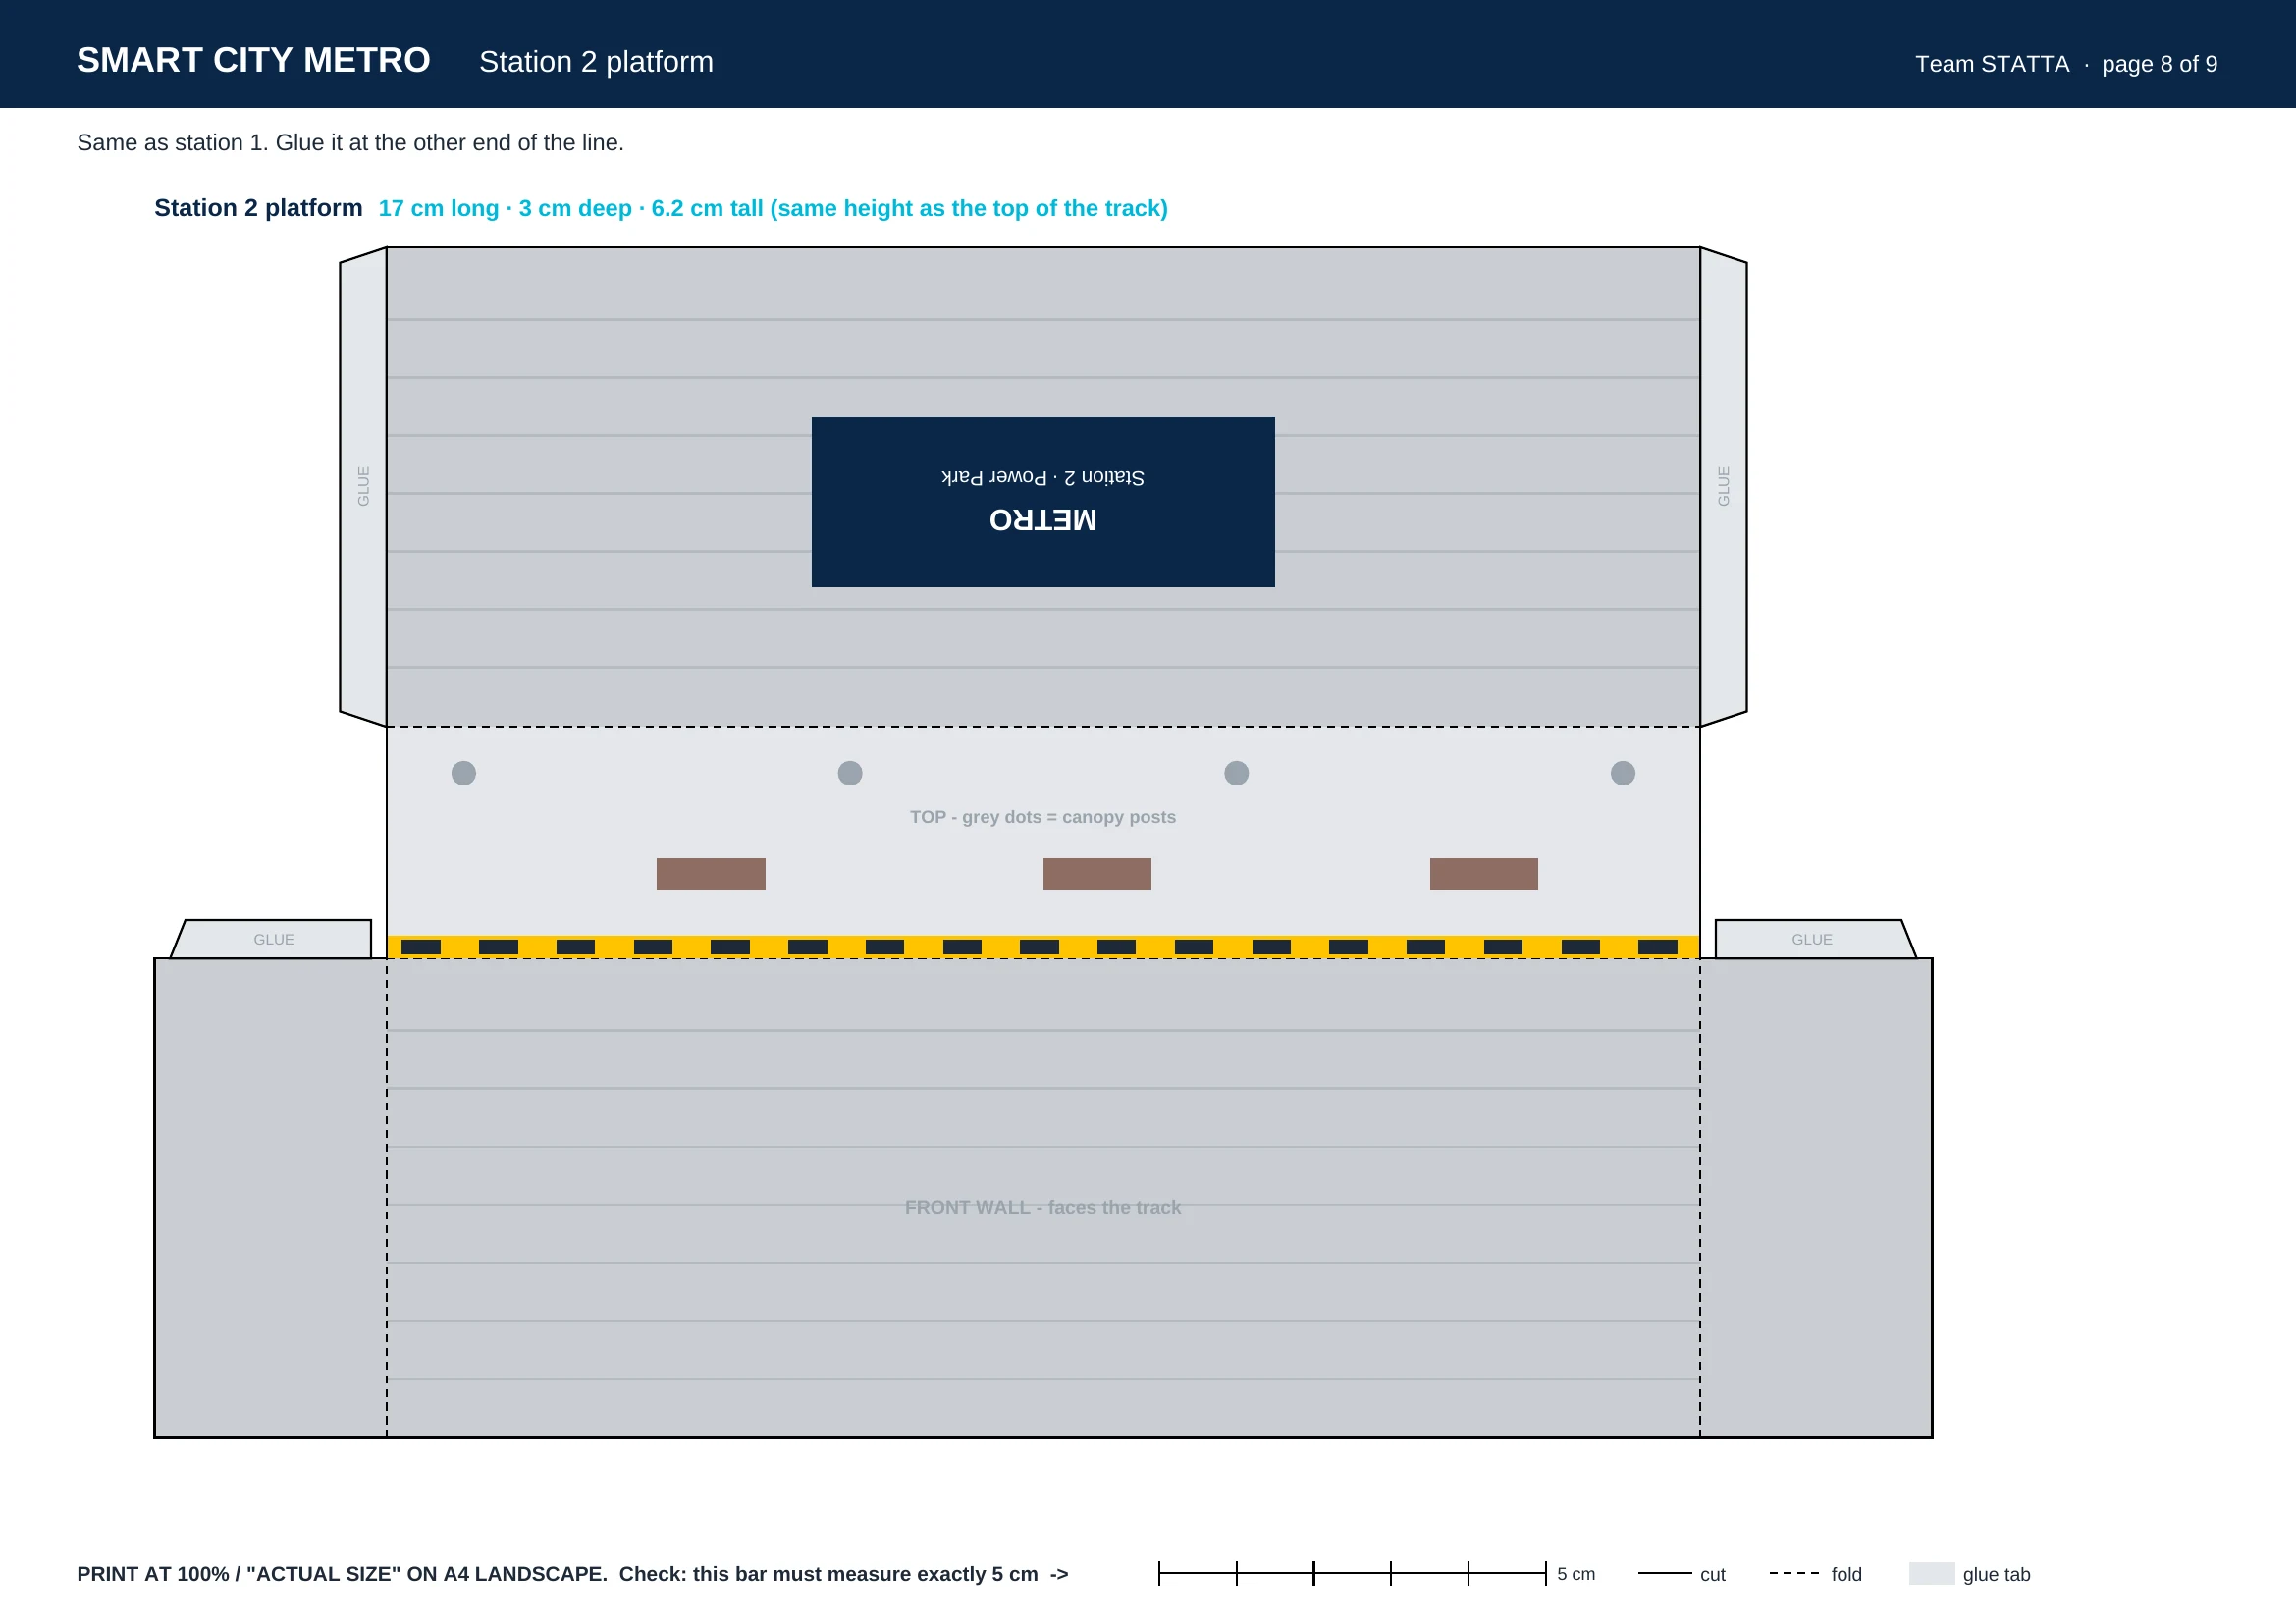 SMART CITY METRO Station 2 platform Team STATTA · page 8 of 9
Same as station 1. Glue it at the other end of the line.
Station 2 platform 17 cm long · 3 cm deep · 6.2 cm tall (same height as the top of the track)
GLUE
GLUE
METRO
Station 2 · Power Park
TOP - grey dots = canopy posts
GLUE
GLUE
FRONT WALL - faces the track
PRINT AT 100% / "ACTUAL SIZE" ON A4 LANDSCAPE. Check: this bar must measure exactly 5 cm -> 5 cm cut fold glue tab